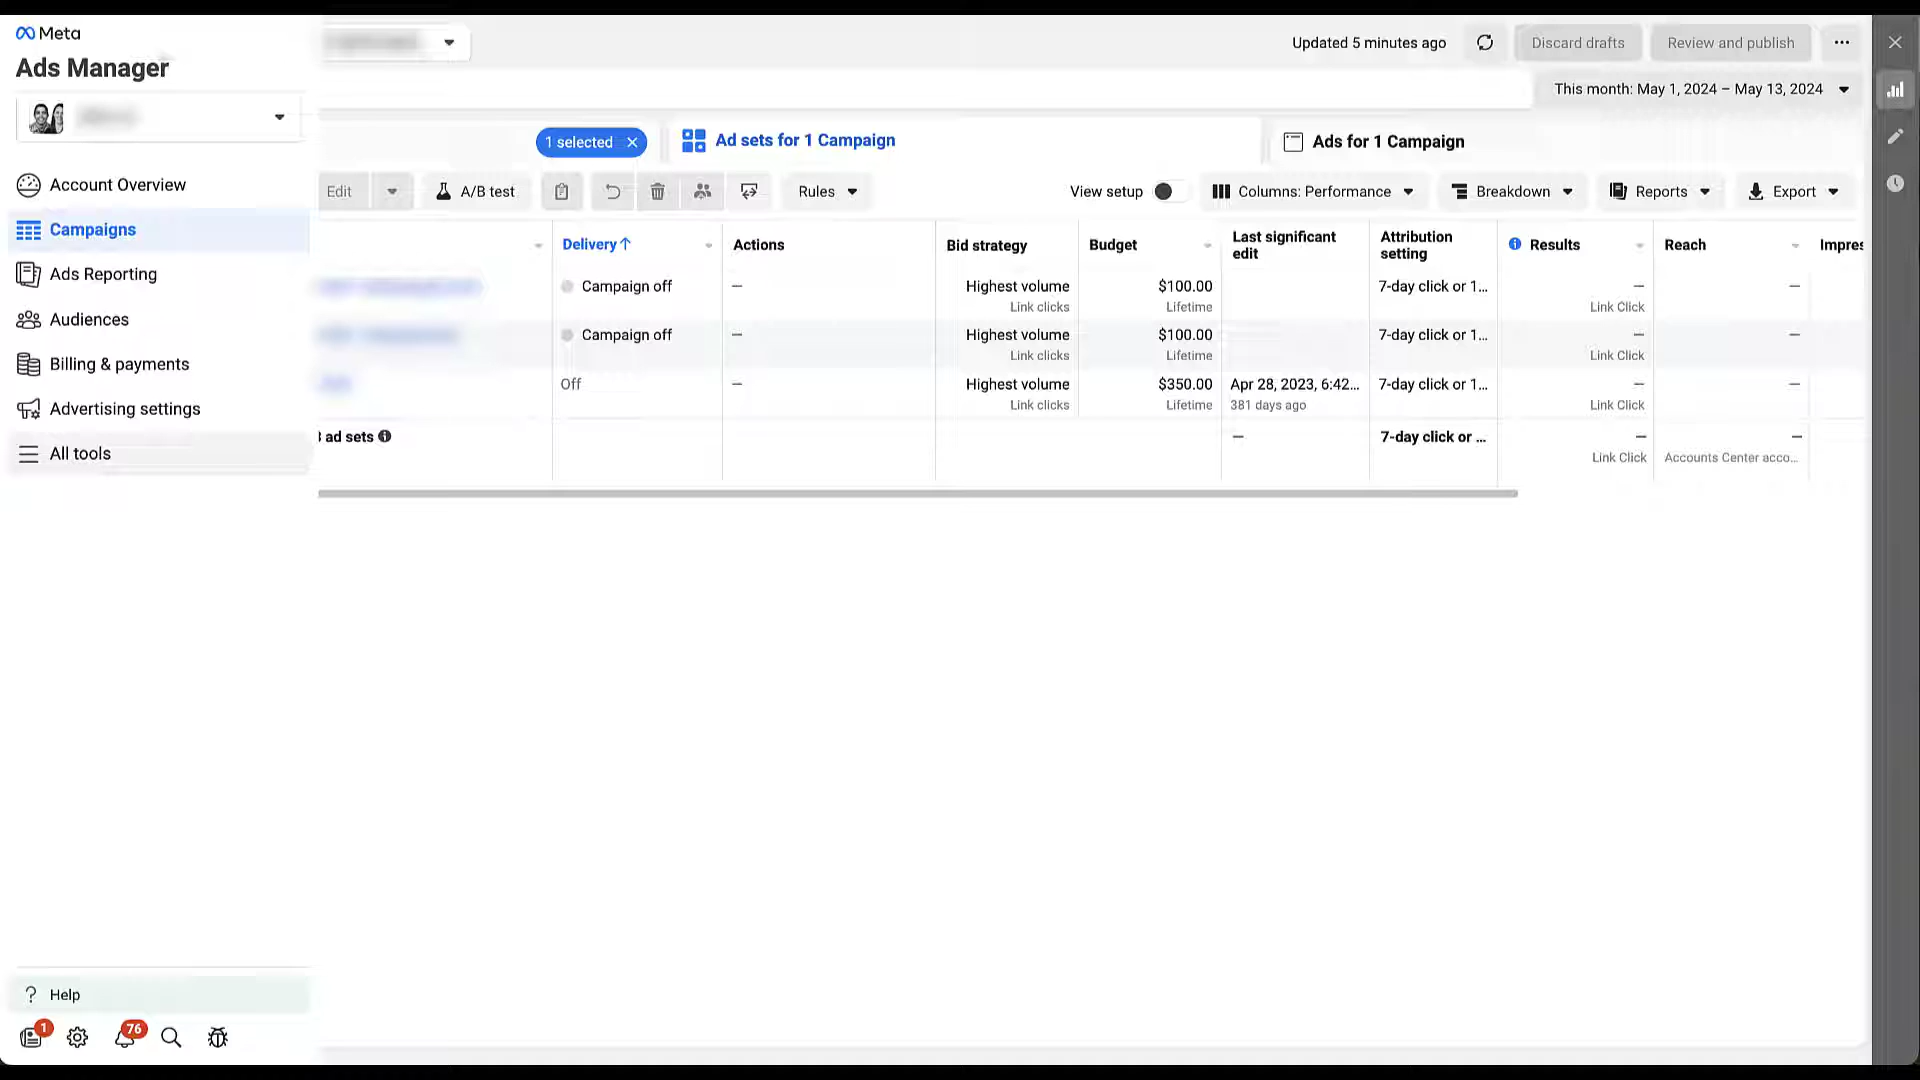 Meta
Ads Manager
Updated 5 minutes ago
Discard drafts
Review and publish
This month: May 1, 2024 – May 13, 2024
Account Overview
Campaigns
Ads Reporting
Audiences
Billing & payments
Advertising settings
All tools
1 selected
Ad sets for 1 Campaign
Ads for 1 Campaign
Edit
A/B test
Rules
View setup
Columns: Performance
Breakdown
Reports
Export
Delivery↑
Actions
Bid strategy
Budget
Last significant
edit
Attribution
setting
Results
Reach
Impres
Campaign off
—
Highest volume
Link clicks
$100.00
Lifetime
7-day click or 1...
—
Link Click
—
Campaign off
—
Highest volume
Link clicks
$100.00
Lifetime
7-day click or 1...
—
Link Click
—
Off
—
Highest volume
Link clicks
$350.00
Lifetime
Apr 28, 2023, 6:42...
381 days ago
7-day click or 1...
—
Link Click
—
ad sets
—
7-day click or ...
—
Link Click
—
Accounts Center acco...
? Help
1
76